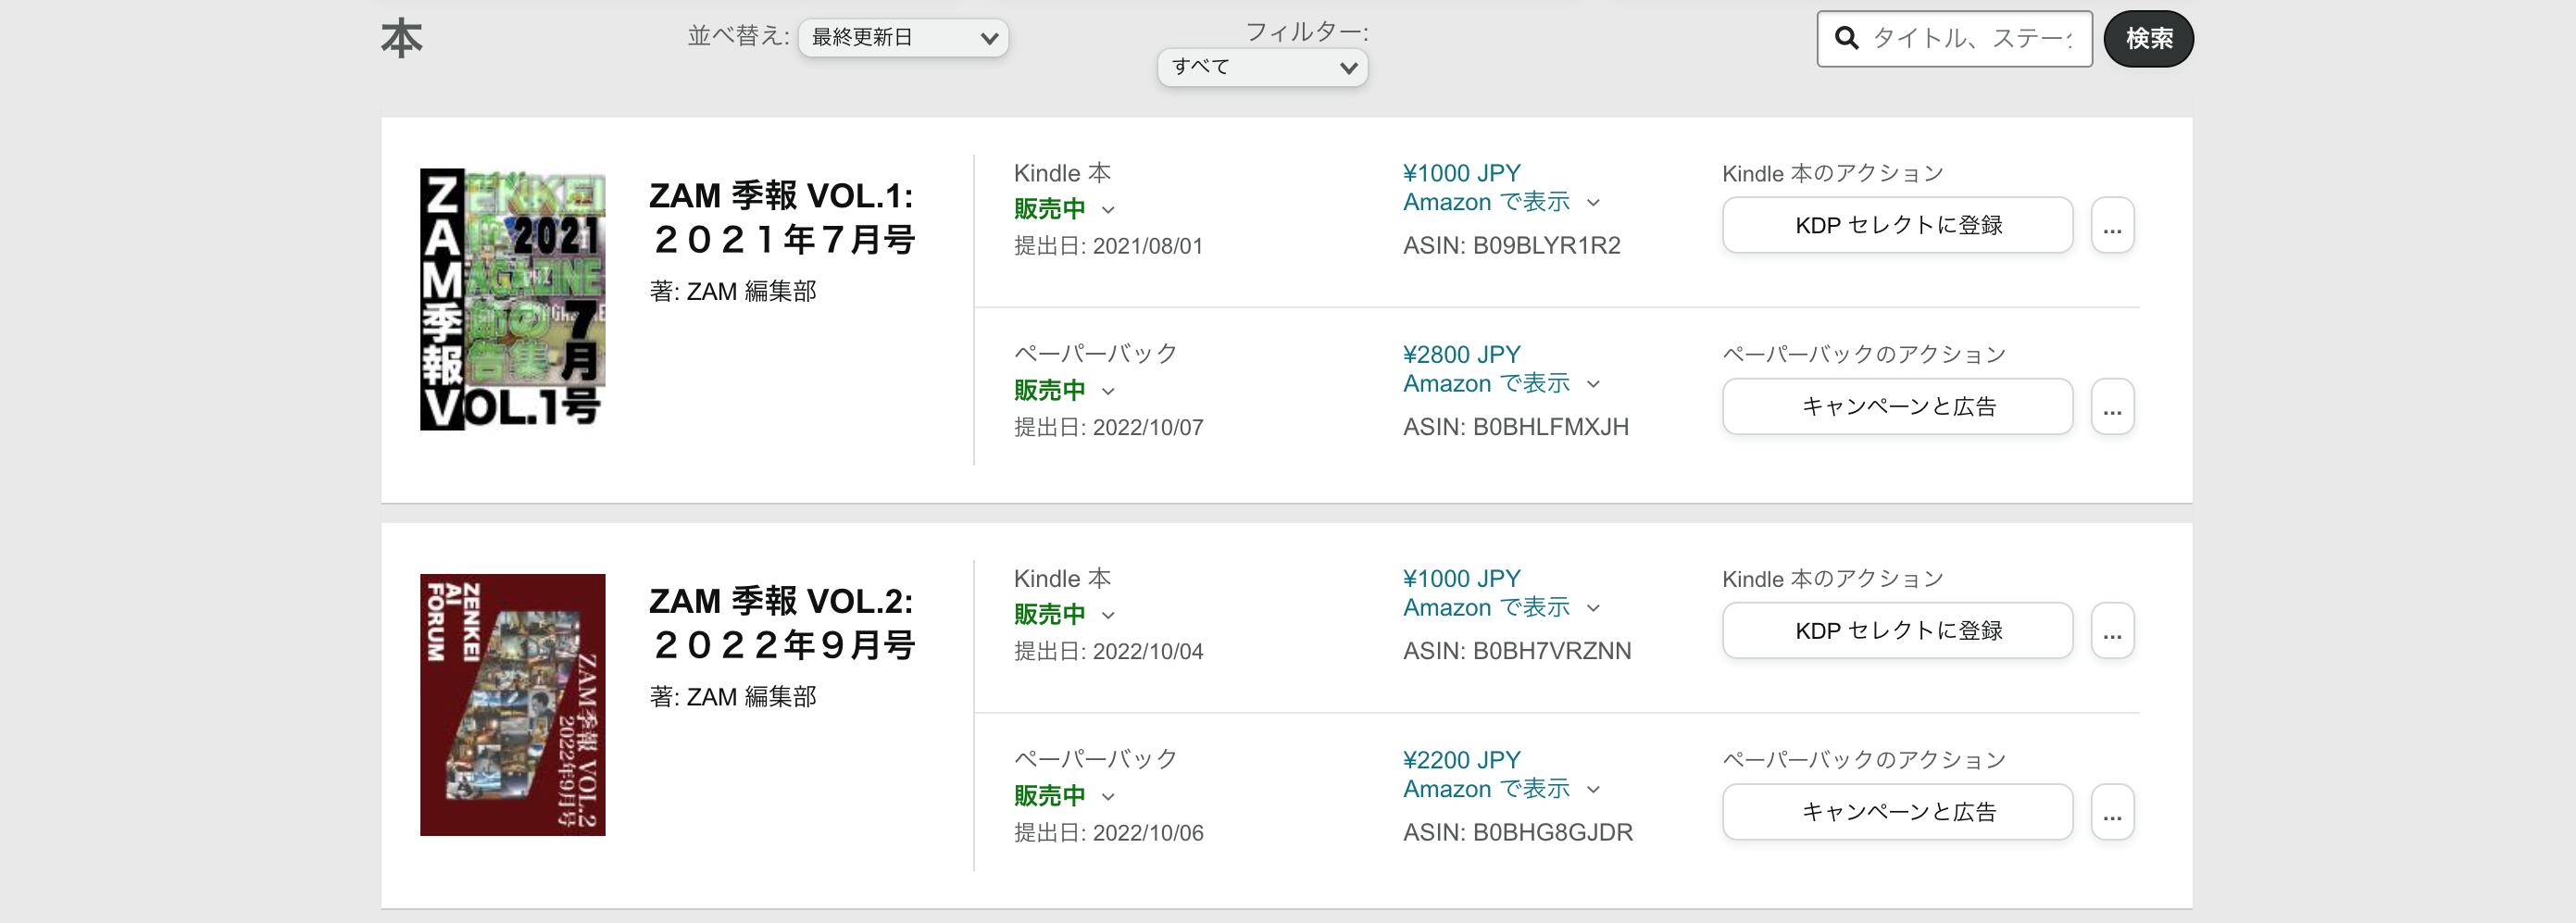 本
並べ替え: 最終更新日
フィルター:
すべて
タイトル、ステー
検索
ZAM季報VOL.1号
ZENKEI
2021
MAGAZINE
7月
ZAM 季報 VOL.1:
２０２１年７月号
著: ZAM 編集部
Kindle 本
販売中
提出日: 2021/08/01
¥1000 JPY
Amazon で表示
ASIN: B09BLYR1R2
Kindle 本のアクション
KDP セレクトに登録
...
ペーパーバック
販売中
提出日: 2022/10/07
¥2800 JPY
Amazon で表示
ASIN: B0BHLFMXJH
ペーパーバックのアクション
キャンペーンと広告
...
ZENKEI
AI
FORUM
ZAM季報 VOL.2
2022年9月号
ZAM 季報 VOL.2:
２０２２年９月号
著: ZAM 編集部
Kindle 本
販売中
提出日: 2022/10/04
¥1000 JPY
Amazon で表示
ASIN: B0BH7VRZNN
Kindle 本のアクション
KDP セレクトに登録
...
ペーパーバック
販売中
提出日: 2022/10/06
¥2200 JPY
Amazon で表示
ASIN: B0BHG8GJDR
ペーパーバックのアクション
キャンペーンと広告
...